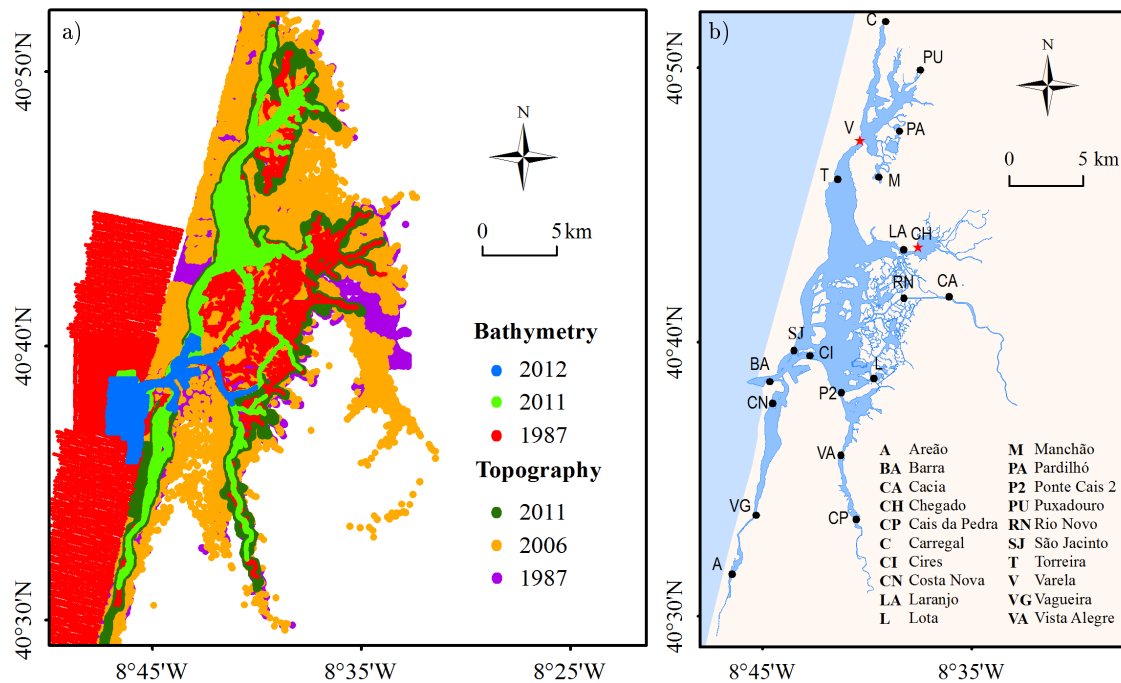 a)
40°50'N
40°40'N
40°30'N
N
0 5 km
Bathymetry
2012
2011
1987
Topography
2011
2006
1987
8°45'W 8°35'W 8°25'W
b)
40°50'N
40°40'N
40°30'N
N
0 5 km
C
PU
V
PA
T
M
LA CH
RN CA
SJ
CI
BA
L
CN
P2
VA
VG
CP
A
A Areão
BA Barra
CA Cacia
CH Chegado
CP Cais da Pedra
C Carregal
CI Cires
CN Costa Nova
LA Laranjo
L Lota
M Manchão
PA Pardilhó
P2 Ponte Cais 2
PU Puxadouro
RN Rio Novo
SJ São Jacinto
T Torreira
V Varela
VG Vagueira
VA Vista Alegre
8°45'W 8°35'W